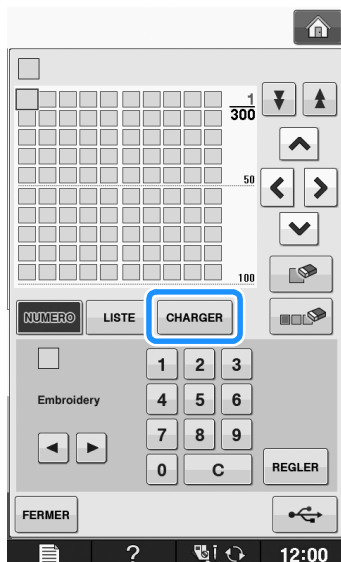 1
300
50
100
NUMERO LISTE CHARGER
1 2 3
Embroidery 4 5 6
7 8 9
0 C REGLER
FERMER
? 12:00